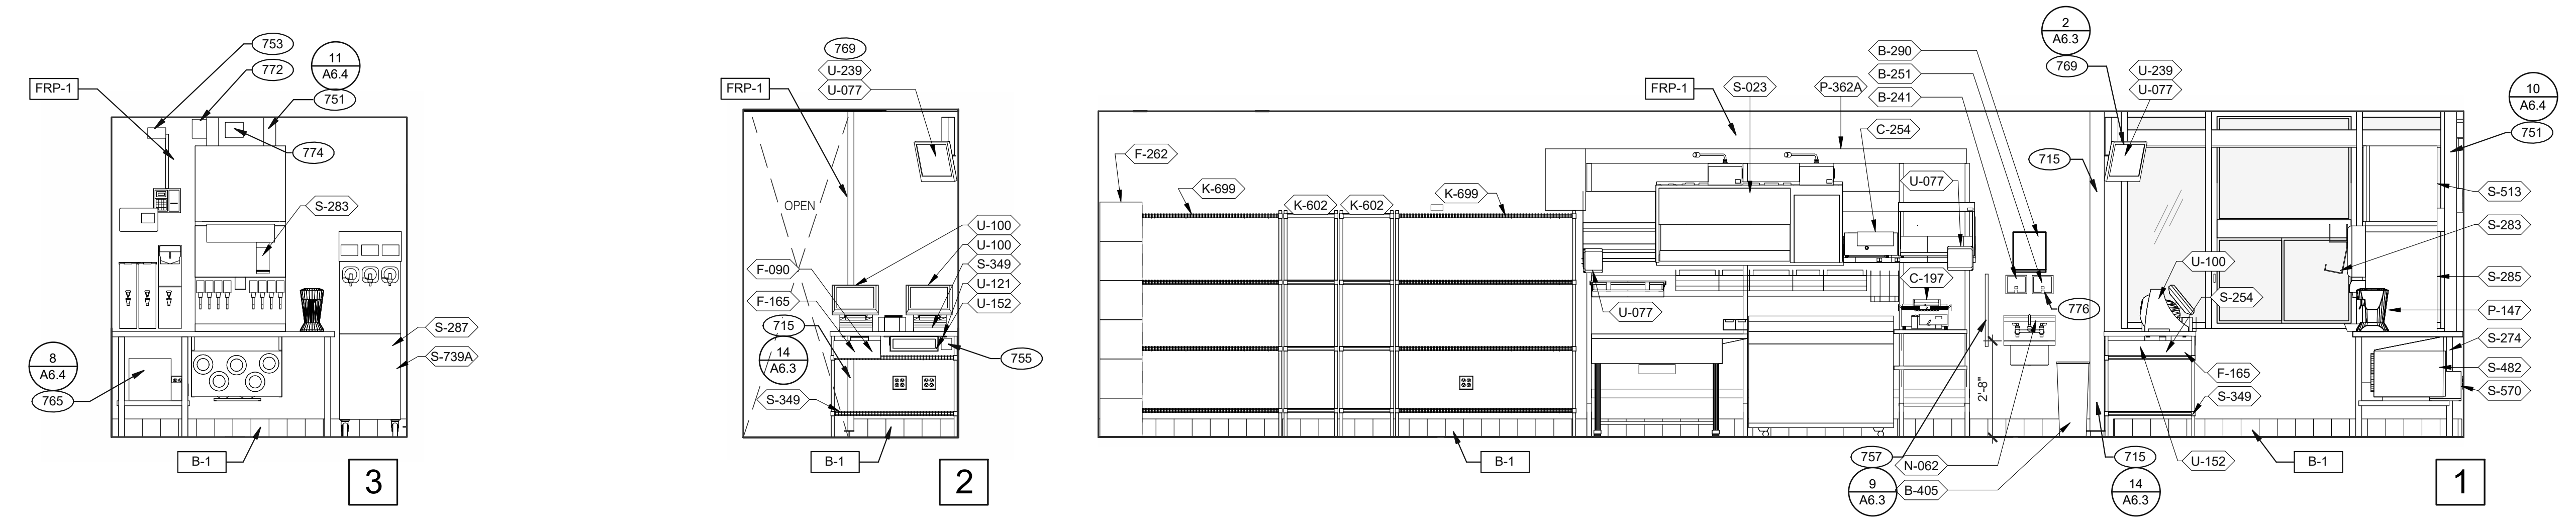 753
772
11
A6.4
751
FRP-1
774
S-283
S-287
S-739A
8
A6.4
765
B-1
3
769
U-239
U-077
FRP-1
OPEN
U-100
U-100
F-090
S-349
U-121
F-165
U-152
715
14
A6.3
755
S-349
B-1
2
2
A6.3
769
B-290
B-251
B-241
U-239
U-077
10
A6.4
751
FRP-1
S-023
P-362A
C-254
F-262
K-699
K-602
K-602
K-699
U-077
715
S-513
S-283
U-100
S-285
C-197
S-254
U-077
776
P-147
S-274
S-482
F-165
S-570
S-349
2'-8"
757
9
A6.3
N-062
B-405
715
14
A6.3
U-152
B-1
B-1
1